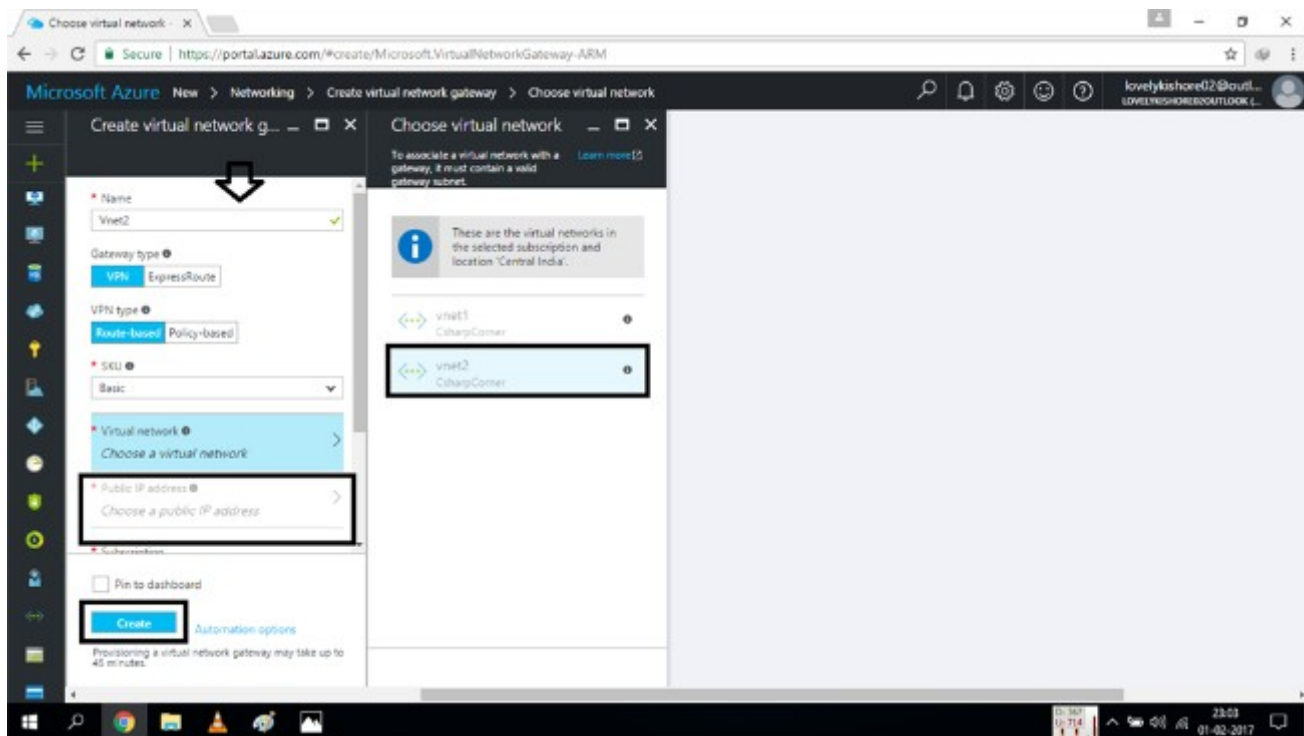 Choose virtual network -
Secure | https://portal.azure.com/#create/Microsoft.VirtualNetworkGateway-ARM
Microsoft Azure New > Networking > Create virtual network gateway > Choose virtual network
lovelykishore02@outl...
Create virtual network g...
* Name
Vnet2
Gateway type
VPN ExpressRoute
VPN type
Route-based Policy-based
* SKU
Basic
* Virtual network
Choose a virtual network
* Public IP address
Choose a public IP address
* Subscription
Pin to dashboard
Create Automation options
Provisioning a virtual network gateway may take up to
45 minutes.
Choose virtual network
To associate a virtual network with a Learn more
gateway, it must contain a valid
gateway subnet.
These are the virtual networks in
the selected subscription and
location 'Central India'.
vnet1
CsharpCorner
vnet2
CsharpCorner
23:03
01-02-2017